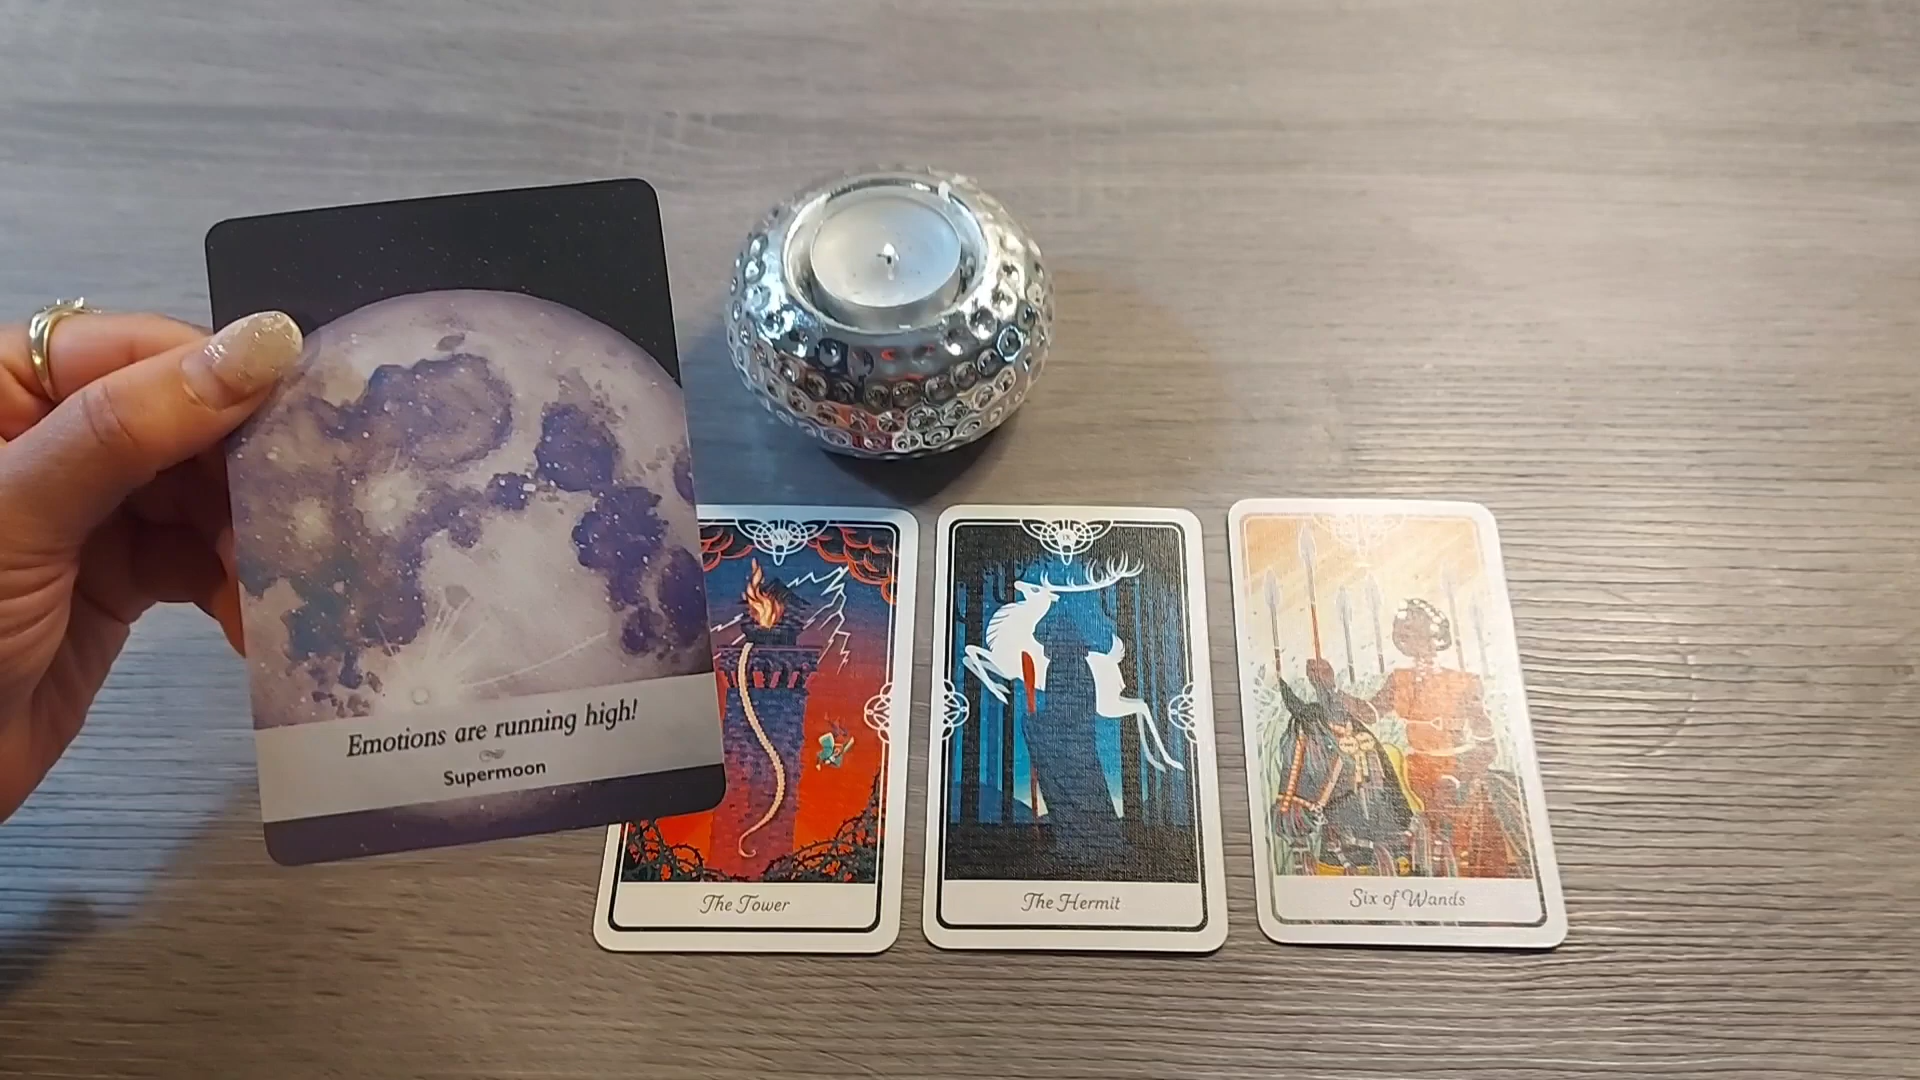 Emotions are running high!
Supermoon
The Tower
The Hermit
Six of Wands